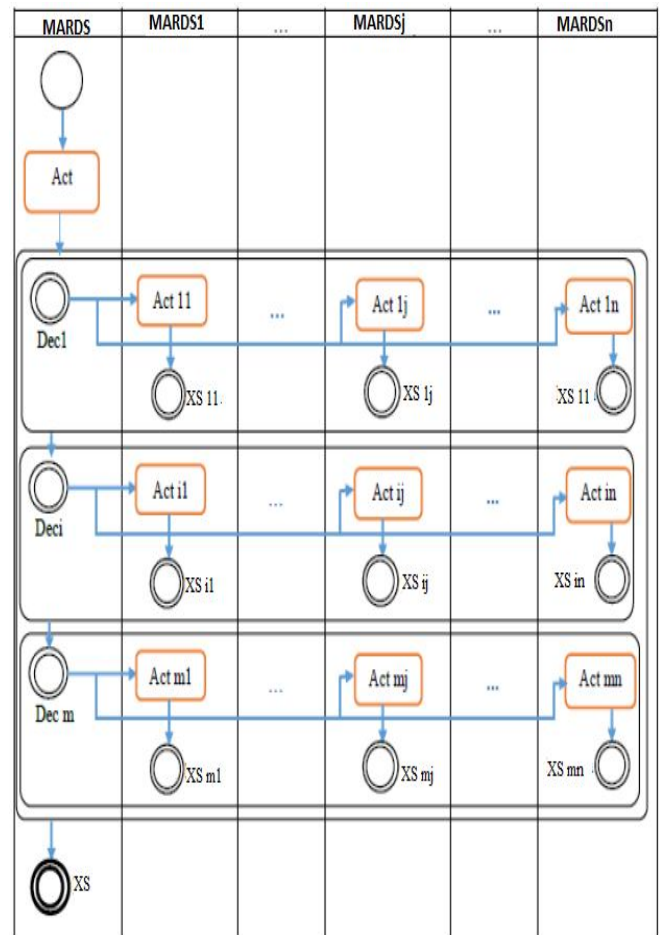 MARDS MARDS1 ... MARDSj ... MARDSn
Act
Act 11 ... Act 1j ... Act 1n
Dec1
XS 11 XS 1j XS 11
Act i1 ... Act ij ... Act in
Deci
XS i1 XS ij XS in
Act m1 ... Act mj ... Act mn
Dec m
XS m1 XS mj XS mn
XS